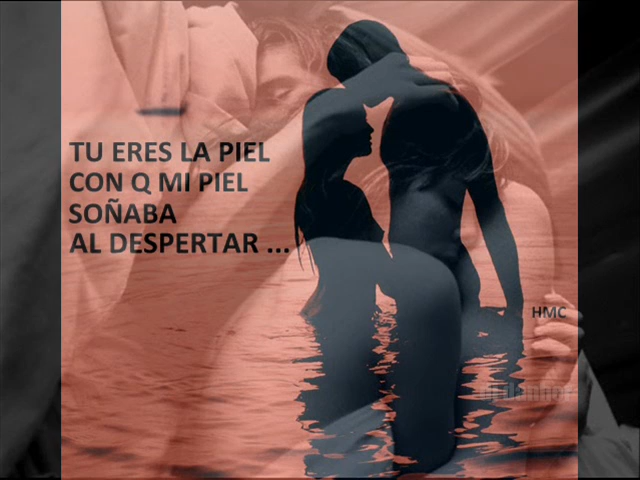 TU ERES LA PIEL
CON Q MI PIEL
SOÑABA
AL DESPERTAR ...
HMC